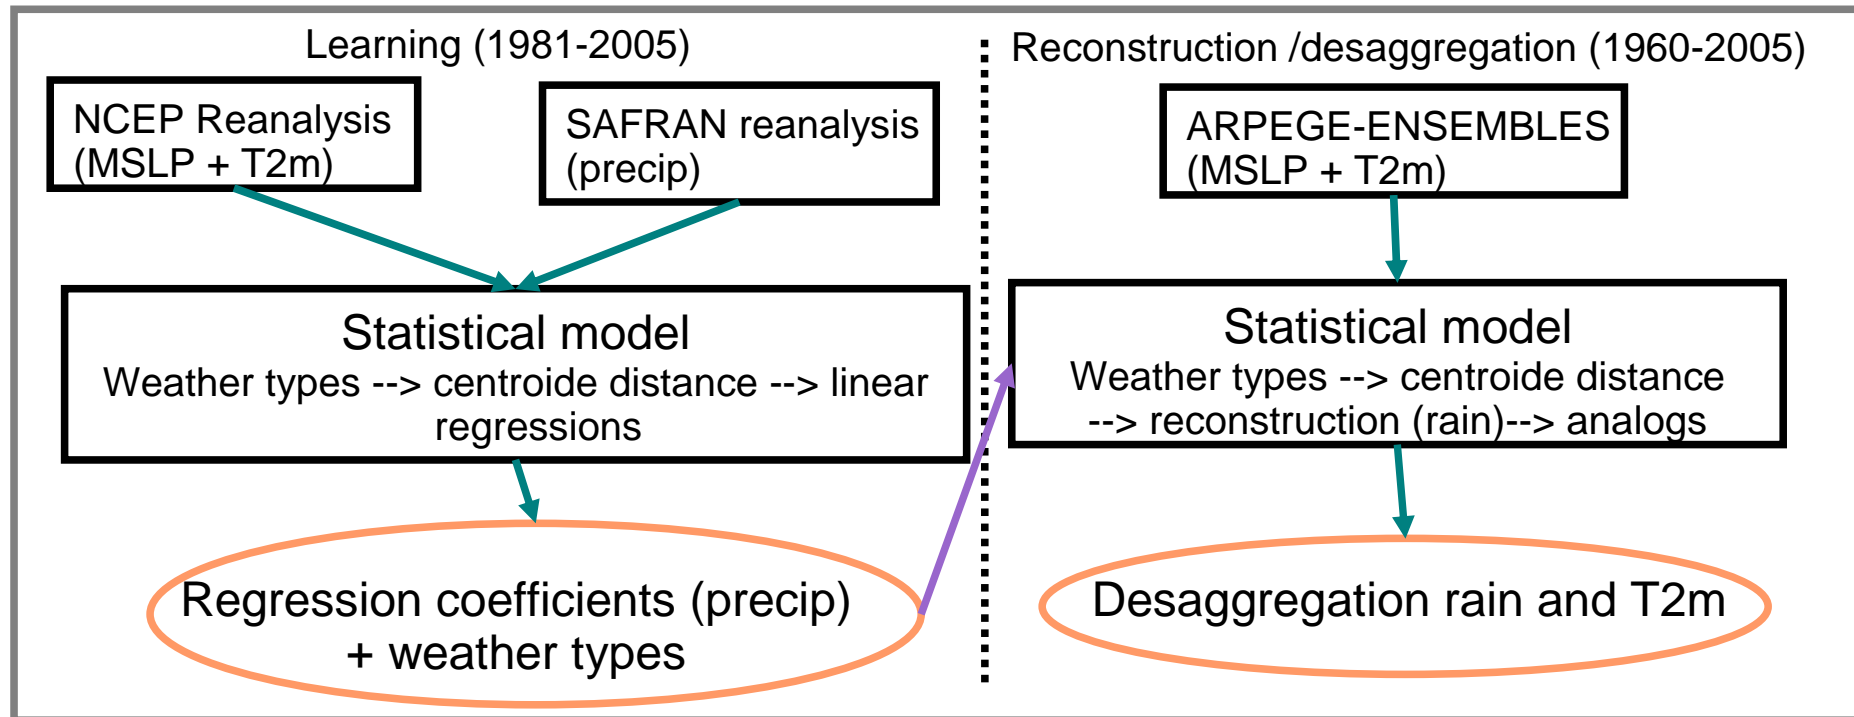 Learning (1981-2005)
NCEP Reanalysis
(MSLP + T2m)
SAFRAN reanalysis
(precip)
Statistical model
Weather types --> centroide distance --> linear
regressions
Regression coefficients (precip)
+ weather types
Reconstruction /desaggregation (1960-2005)
ARPEGE-ENSEMBLES
(MSLP + T2m)
Statistical model
Weather types --> centroide distance
--> reconstruction (rain)--> analogs
Desaggregation rain and T2m